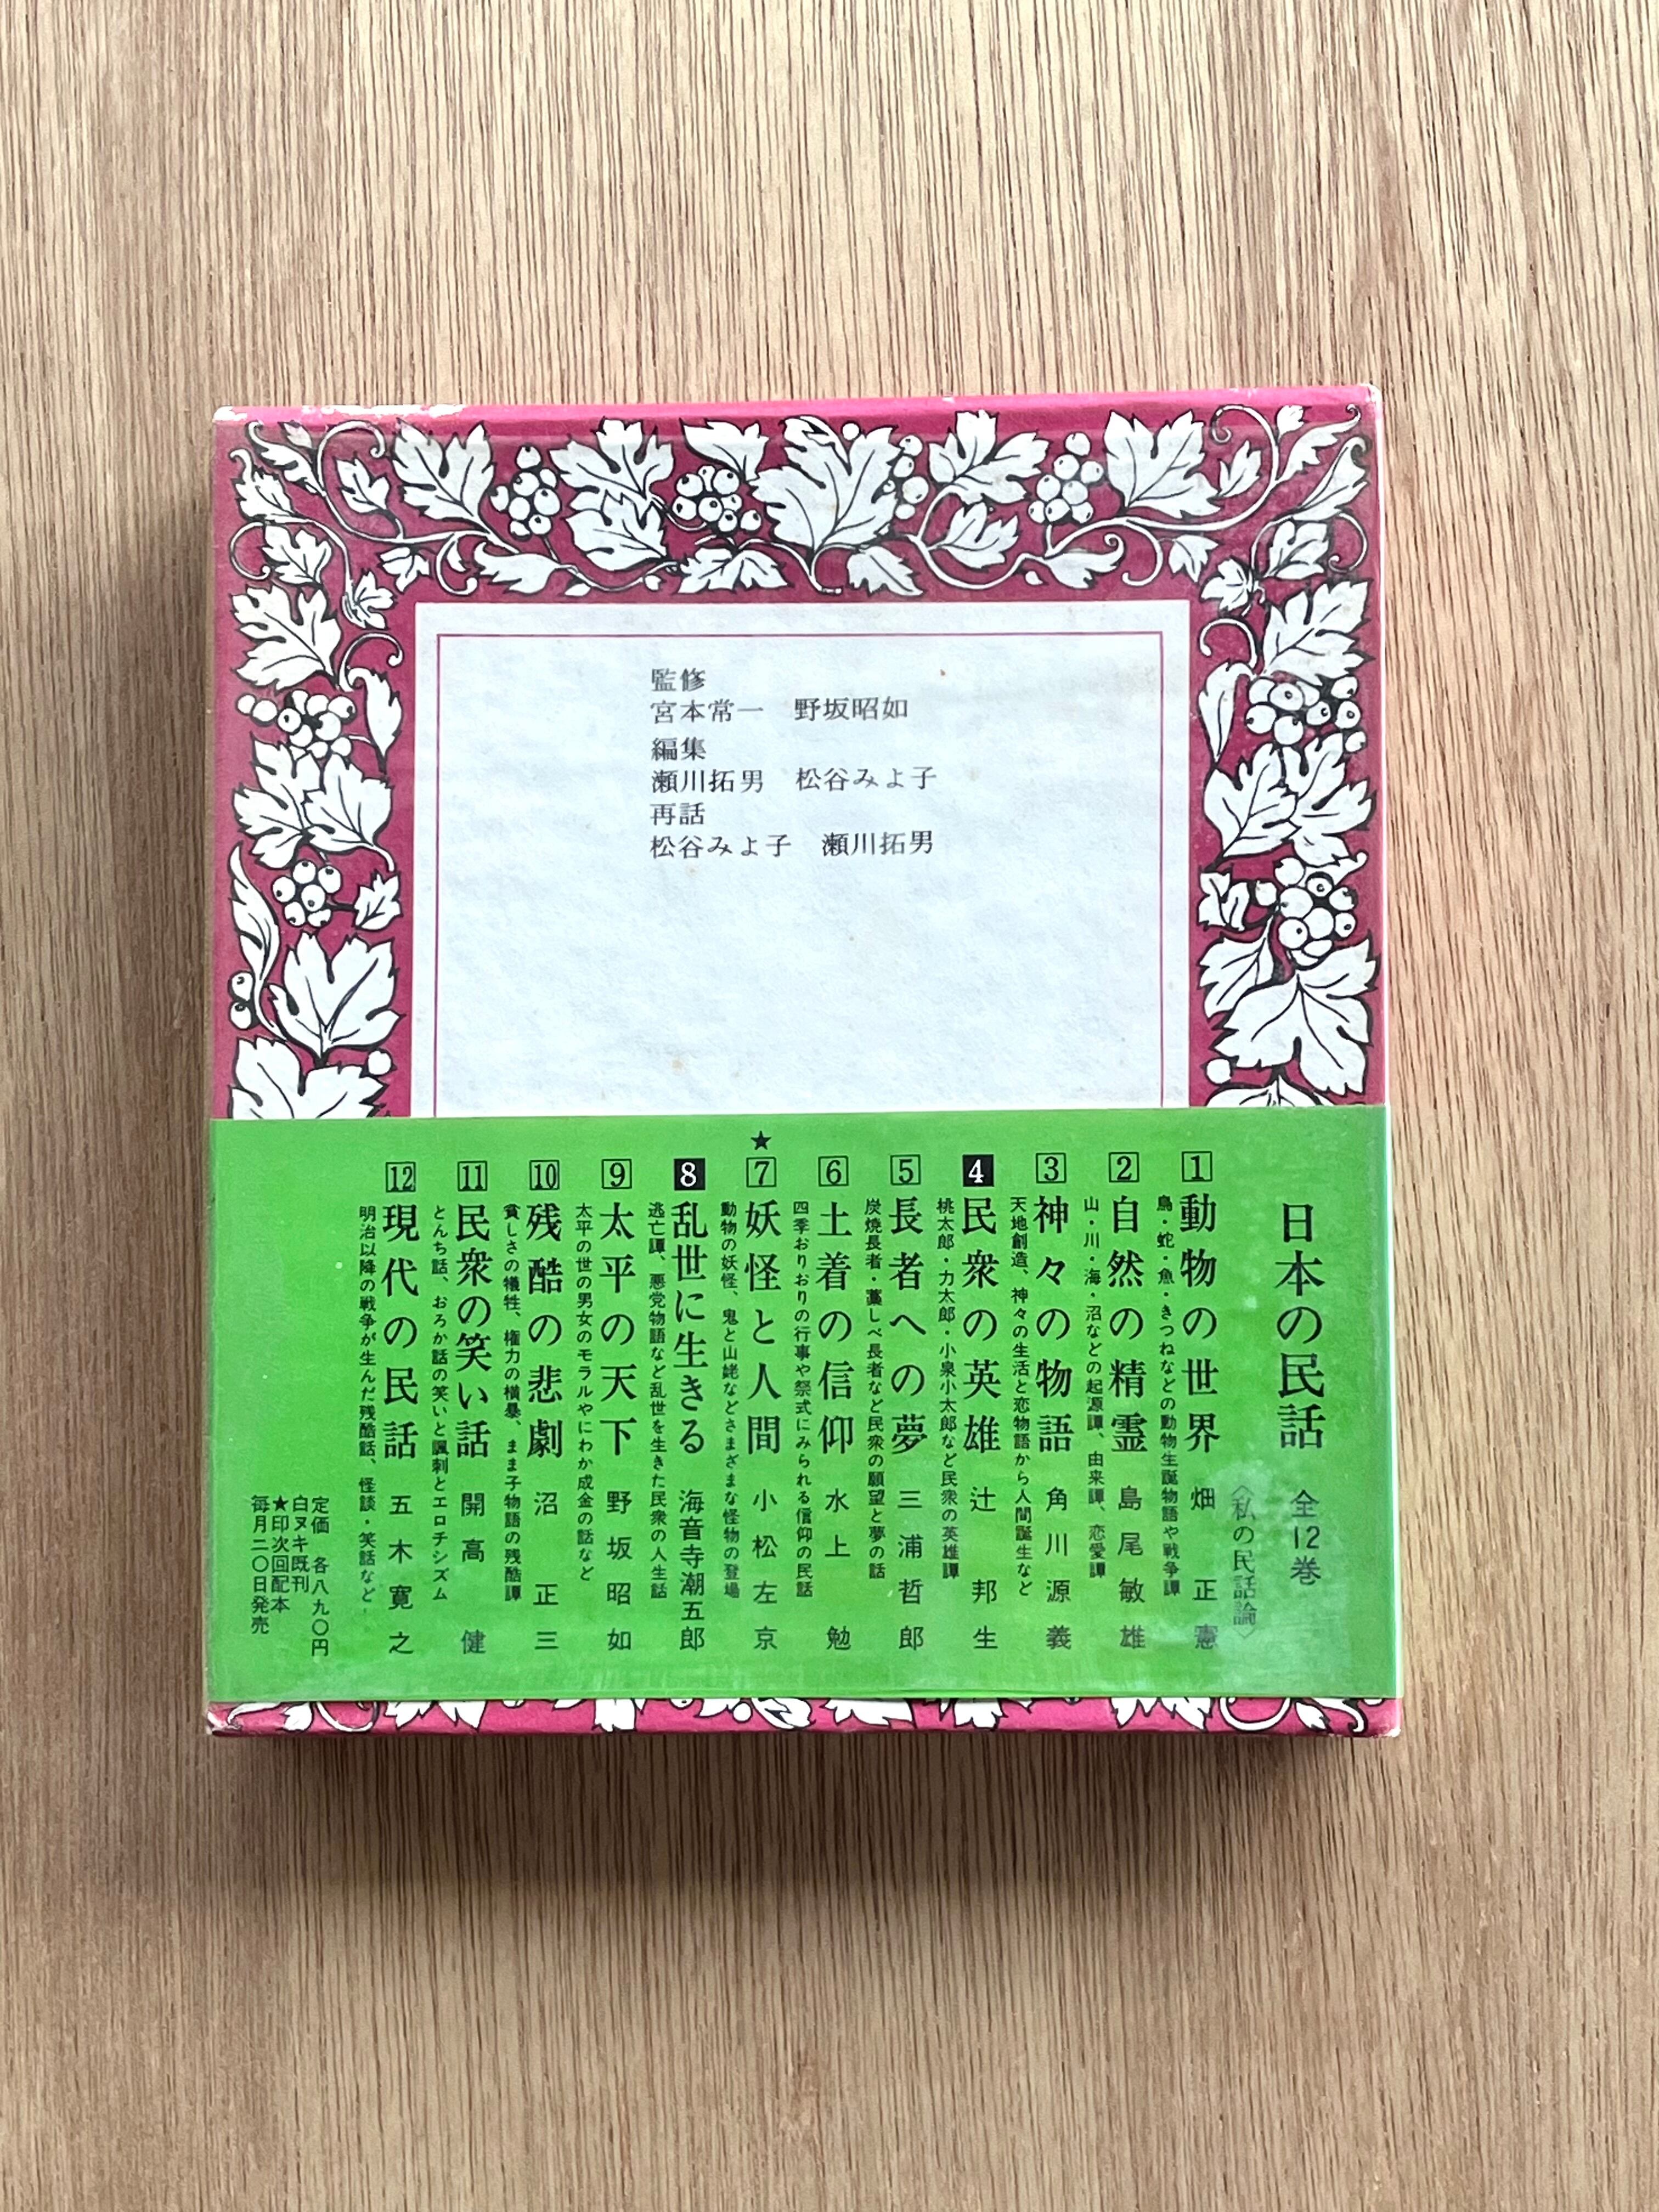 監修
宮本常一　野坂昭如
編集
瀬川拓男　松谷みよ子
再話
松谷みよ子　瀬川拓男
日本の民話　全12巻
〈私の民話論〉
1 動物の世界　畑正憲
鳥・蛇・魚・きつねなどの動物生誕物語や戦争譚
2 自然の精霊　島尾敏雄
山・川・海・沼などの起源譚、由来譚、恋愛譚
3 神々の物語　角川源義
天地創造、神々の生活と恋物語から人間誕生など
4 民衆の英雄　辻邦生
桃太郎・力太郎・小泉小太郎など民衆の英雄譚
5 長者への夢　三浦哲郎
炭焼長者・藁しべ長者など民衆の願望と夢の話
6 土着の信仰　水上勉
四季おりおりの行事や祭式にみられる信仰の民話
★
7 妖怪と人間　小松左京
動物の妖怪、鬼と山姥などさまざまな怪物の登場
8 乱世に生きる　海音寺潮五郎
逃亡譚、悪党物語など乱世を生きた民衆の人生話
9 太平の天下　野坂昭如
太平の世の男女のモラルやにわか成金の話など
10 残酷の悲劇　沼正三
貧しさの犠牲、権力の横暴、まま子物語の残酷譚
11 民衆の笑い話　開高健
とんち話、おろか話の笑いと諷刺とエロチシズム
12 現代の民話　五木寛之
明治以降の戦争が生んだ残酷話、怪談・笑話など
定価　各八九〇円
白ヌキ既刊
★印次回配本
毎月二〇日発売